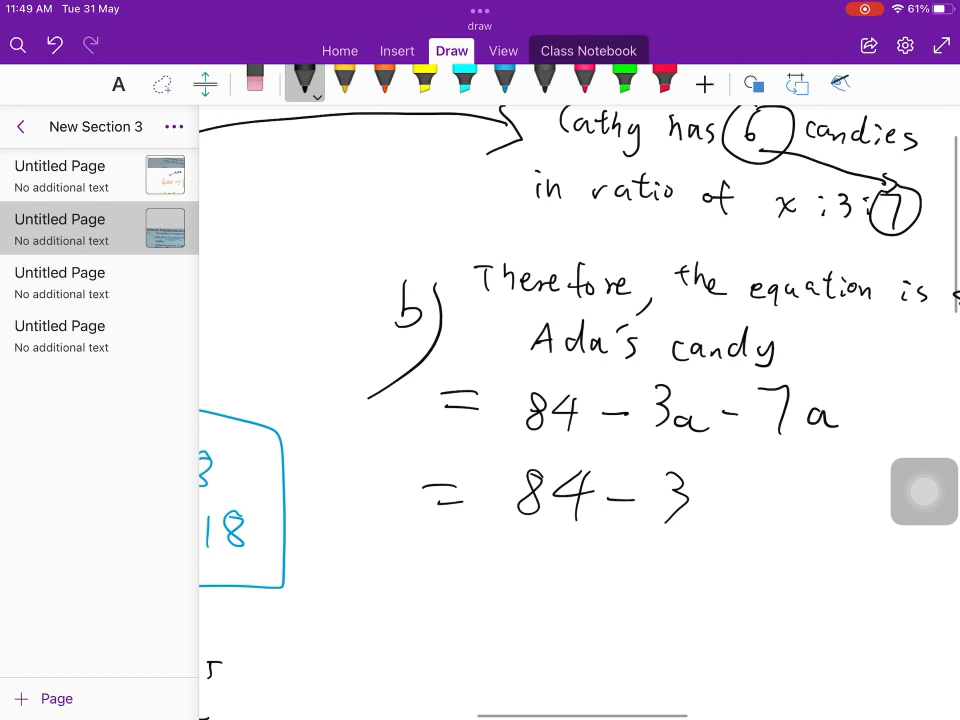 11:49 AM Tue 31 May
61%
draw
Home Insert Draw View Class Notebook
A
New Section 3
Untitled Page
No additional text
Untitled Page
No additional text
Untitled Page
No additional text
Untitled Page
No additional text
+ Page
Cathy has 6 candies
in ratio of x : 3 : 7
b) Therefore, the equation is
Ada's candy
= 84 - 3a - 7a
= 84 - 3
3
18
5